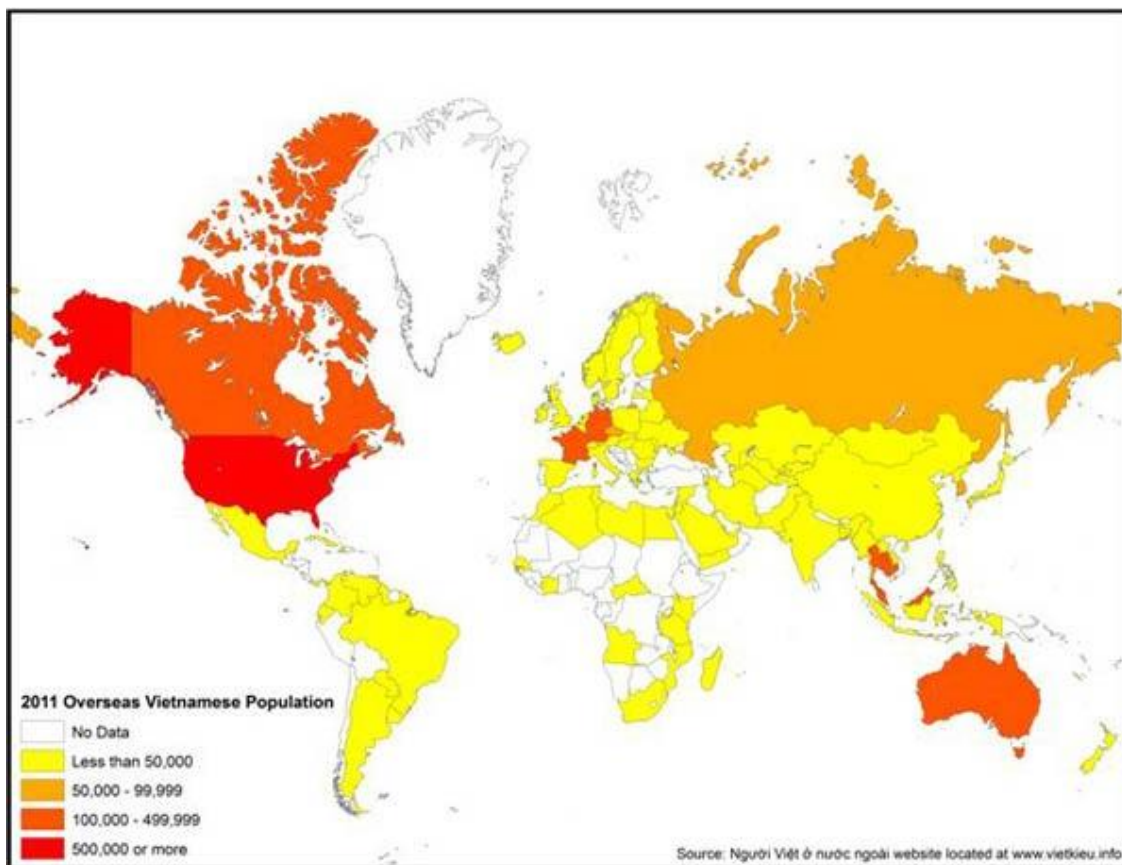 2011 Overseas Vietnamese Population
No Data
Less than 50,000
50,000 - 99,999
100,000 - 499,999
500,000 or more
Source: Người Việt ở nước ngoài website located at www.vietkieu.info